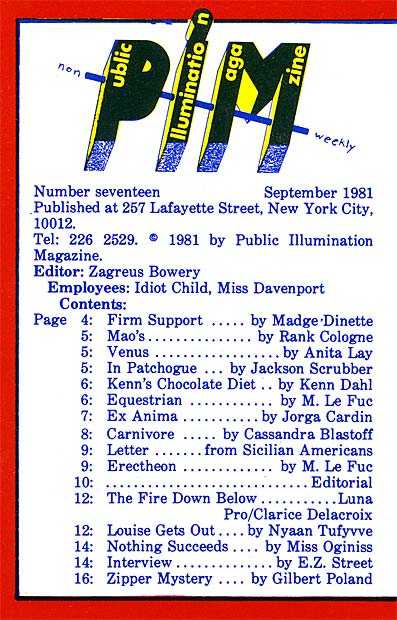 Public Illumination Magazine
non PIM weekly
Number seventeen September 1981
Published at 257 Lafayette Street, New York City,
10012.
Tel: 226 2529. © 1981 by Public Illumination
Magazine.
Editor: Zagreus Bowery
Employees: Idiot Child, Miss Davenport
Contents:
Page 4: Firm Support ..... by Madge Dinette
5: Mao's............... by Rank Cologne
5: Venus ..................by Anita Lay
5: In Patchogue ... by Jackson Scrubber
6: Kenn's Chocolate Diet .. by Kenn Dahl
6: Equestrian ............ by M. Le Fuc
7: Ex Anima ........... by Jorga Cardin
8: Carnivore ..... by Cassandra Blastoff
9: Letter .......from Sicilian Americans
9: Erectheon ............. by M. Le Fuc
10: .............................Editorial
12: The Fire Down Below ...........Luna
Pro/Clarice Delacroix
12: Louise Gets Out....by Nyaan Tufyvve
14: Nothing Succeeds .... by Miss Oginiss
14: Interview .............. by E.Z. Street
16: Zipper Mystery .... by Gilbert Poland